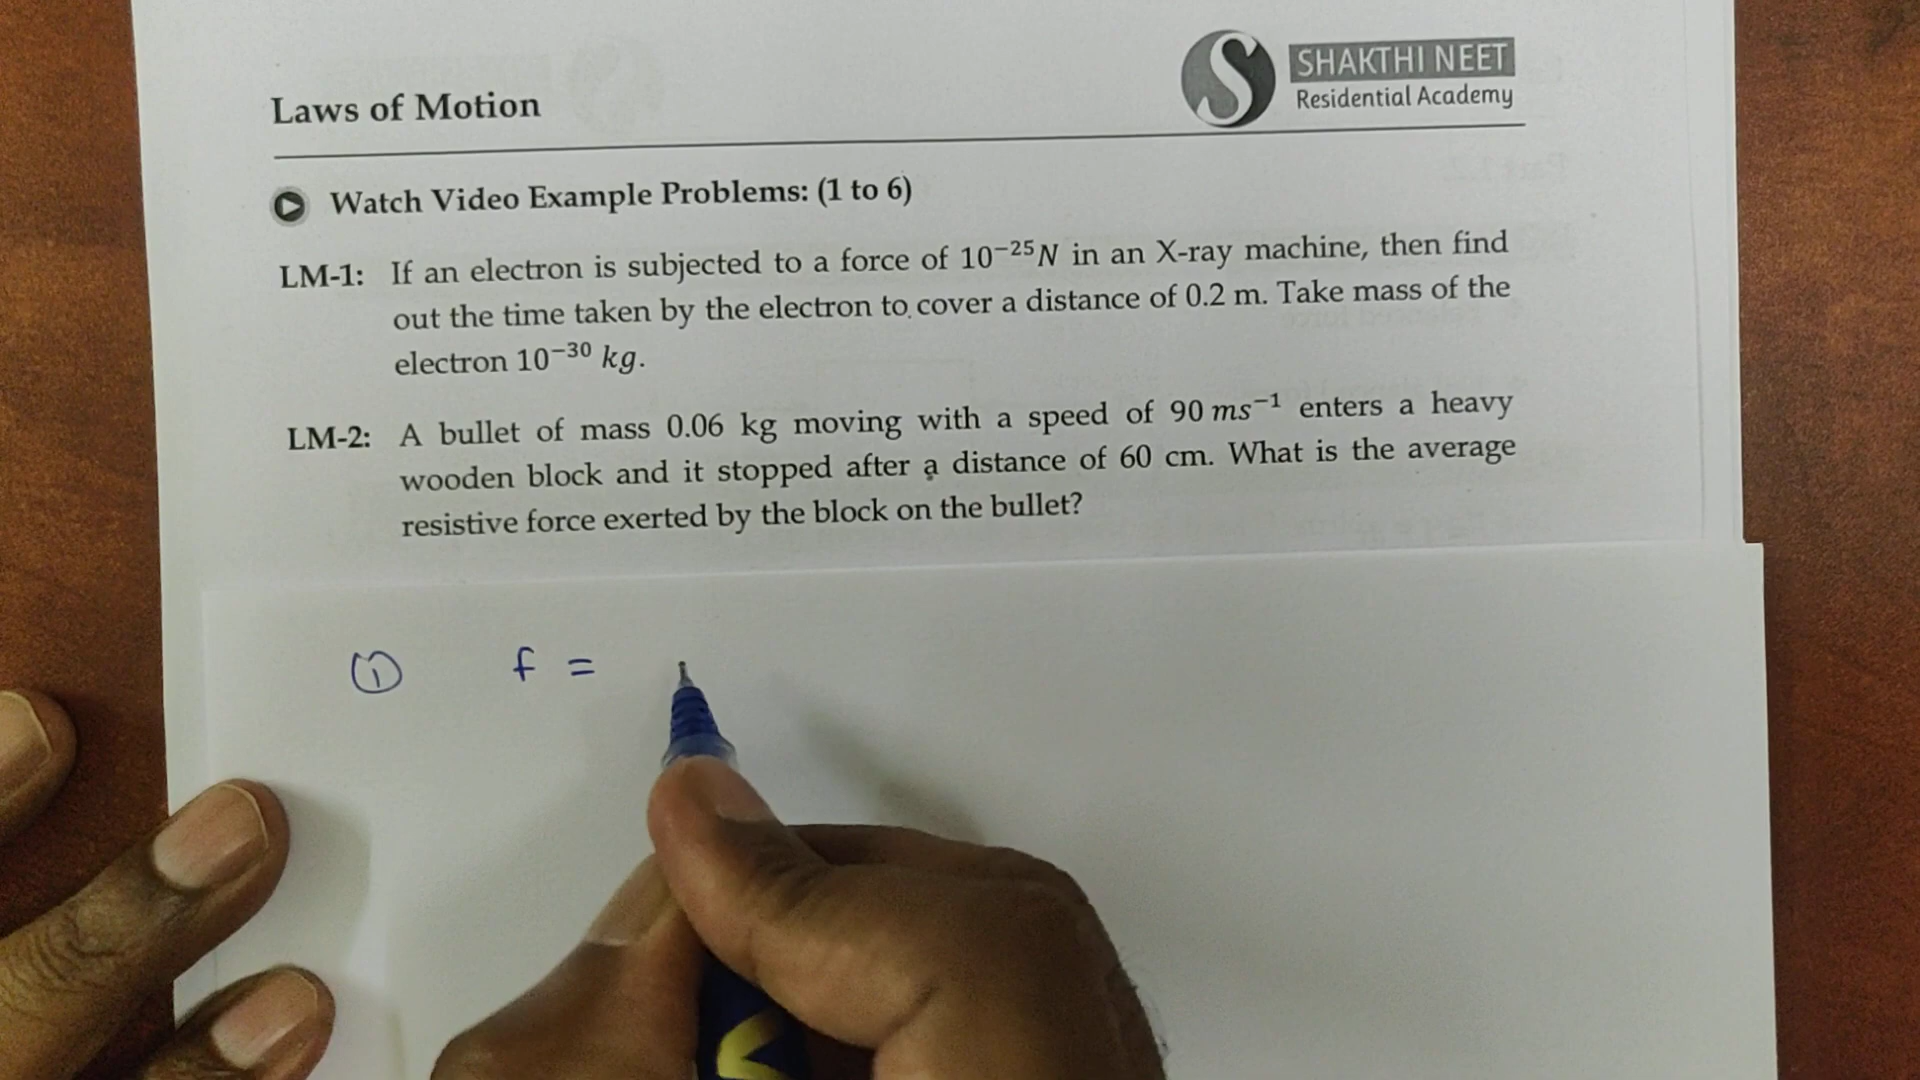 Laws of Motion
SHAKTHI NEET
Residential Academy
Watch Video Example Problems: (1 to 6)
LM-1: If an electron is subjected to a force of 10⁻²⁵N in an X-ray machine, then find
out the time taken by the electron to cover a distance of 0.2 m. Take mass of the
electron 10⁻³⁰ kg.
LM-2: A bullet of mass 0.06 kg moving with a speed of 90 ms⁻¹ enters a heavy
wooden block and it stopped after a distance of 60 cm. What is the average
resistive force exerted by the block on the bullet?
① f =